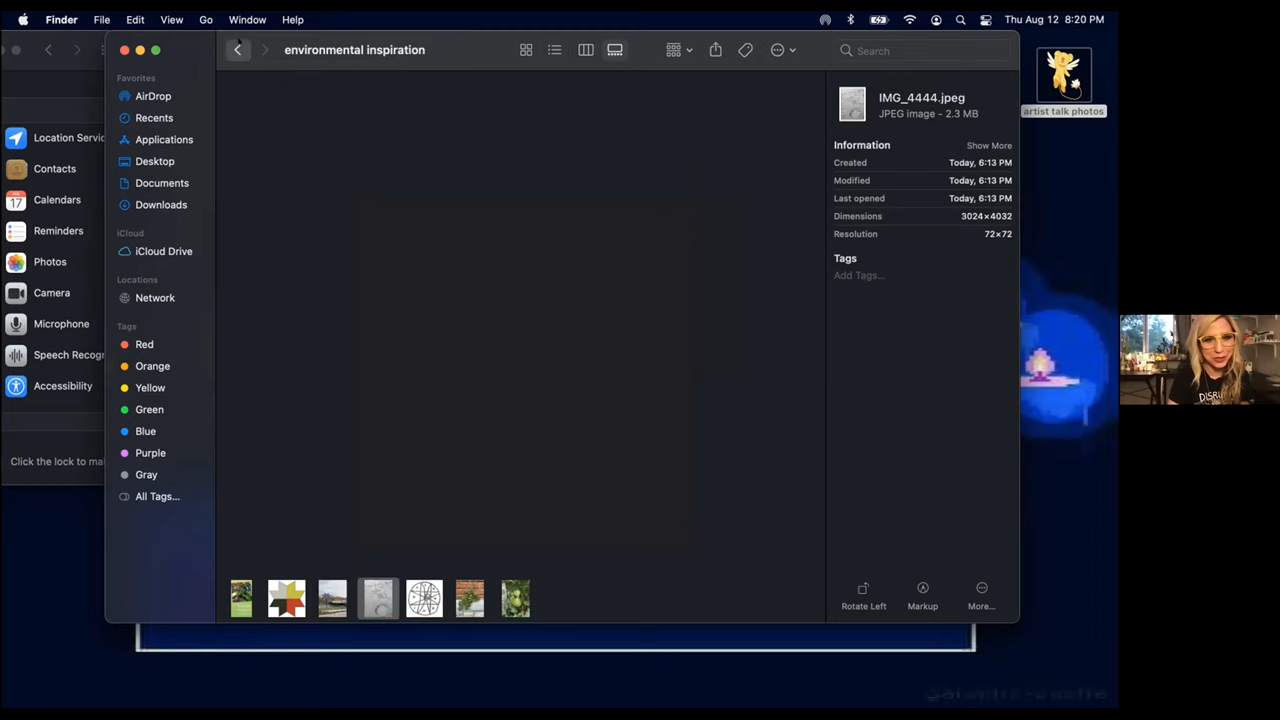 Finder File Edit View Go Window Help Thu Aug 12 8:20 PM
environmental inspiration
Search
Favorites
AirDrop
Recents
Applications
Desktop
Documents
Downloads
iCloud
iCloud Drive
Locations
Network
Tags
Red
Orange
Yellow
Green
Blue
Purple
Gray
All Tags...
Location Servic
Contacts
17
Calendars
Reminders
Photos
Camera
Microphone
Speech Recog
Accessibility
Click the lock to ma
IMG_4444.jpeg
JPEG image - 2.3 MB
Information Show More
Created Today, 6:13 PM
Modified Today, 6:13 PM
Last opened Today, 6:13 PM
Dimensions 3024×4032
Resolution 72×72
Tags
Add Tags...
Rotate Left Markup More...
artist talk photos